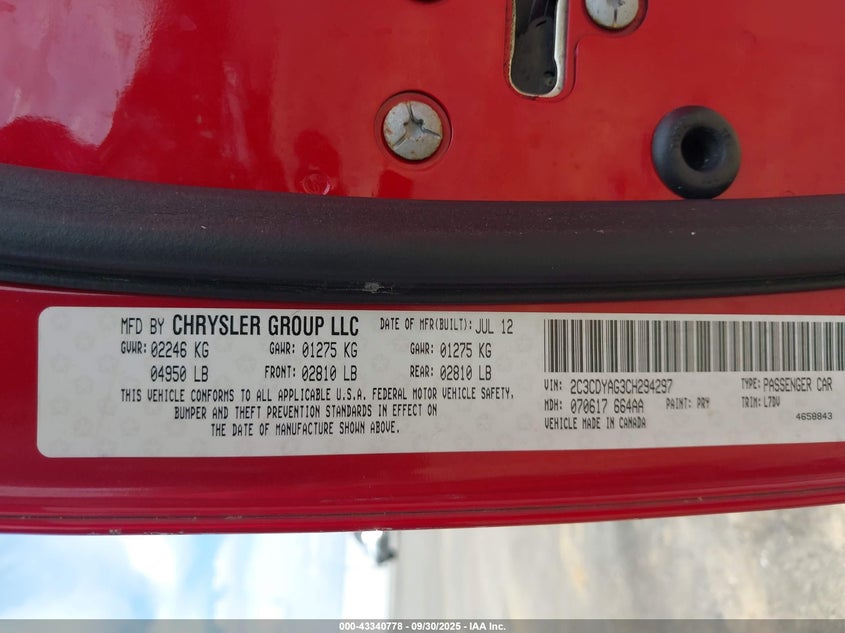 MFD BY CHRYSLER GROUP LLC DATE OF MFR(BUILT): JUL 12
GVWR: 02246 KG GAWR: 01275 KG GAWR: 01275 KG
04950 LB FRONT: 02810 LB REAR: 02810 LB
THIS VEHICLE CONFORMS TO ALL APPLICABLE U.S.A. FEDERAL MOTOR VEHICLE SAFETY,
BUMPER AND THEFT PREVENTION STANDARDS IN EFFECT ON
THE DATE OF MANUFACTURE SHOWN ABOVE.
VIN: 2C3CDYAG3CH294297 TYPE: PASSENGER CAR
MDH: 070617 664AA PAINT: PRY TRIM: L7DV
VEHICLE MADE IN CANADA 4658843
000-43340778 - 09/30/2025 - IAA Inc.